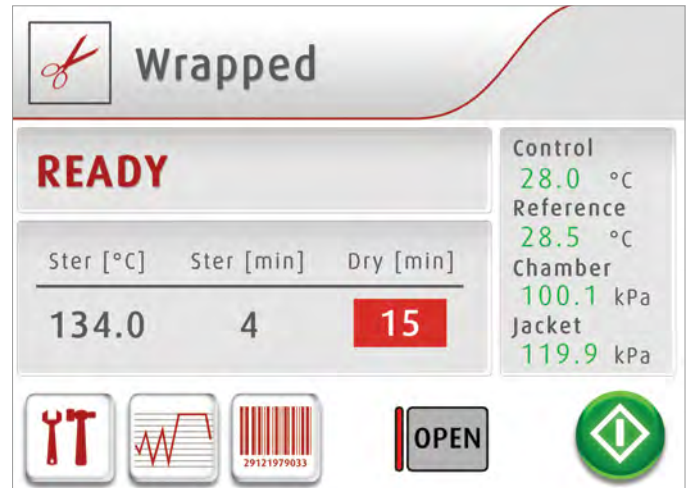 Wrapped
READY
Ster [°C] Ster [min] Dry [min]
134.0 4 15
Control
28.0 °C
Reference
28.5 °C
Chamber
100.1 kPa
Jacket
119.9 kPa
29121979033
OPEN